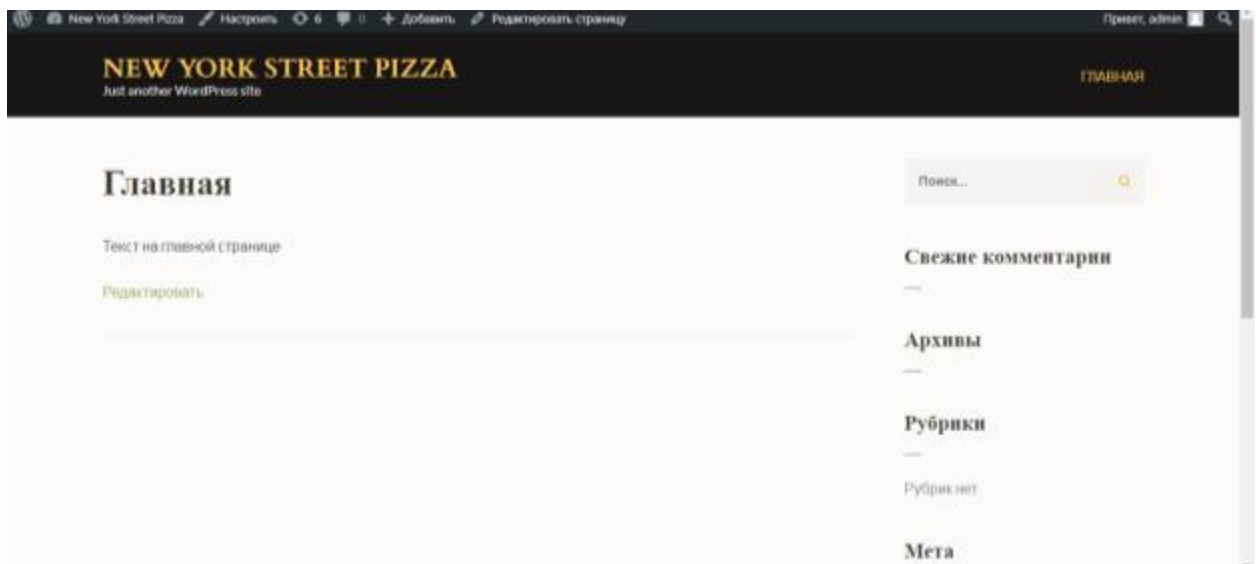 New York Street Pizza Настроить 6 0 Добавить Редактировать страницу Привет, admin
NEW YORK STREET PIZZA
Just another WordPress site
ГЛАВНАЯ
Главная
Поиск...
Текст на главной странице
Свежие комментарии
Редактировать
Архивы
Рубрики
Рубрик нет
Мета